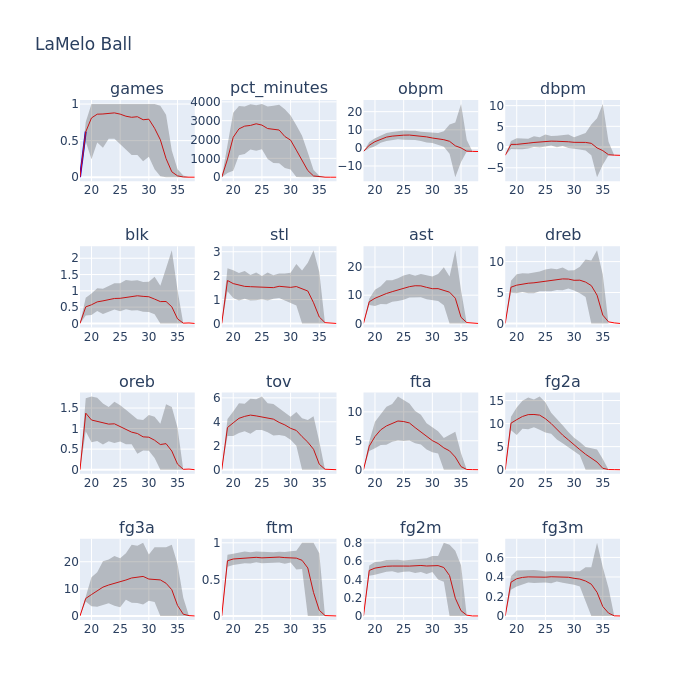 LaMelo Ball
games pct_minutes obpm dbpm
1 0.5 0 20 25 30 35
4000 3000 2000 1000 0 20 25 30 35
20 10 0 −10 20 25 30 35
10 5 0 −5 20 25 30 35
blk stl ast dreb
2 1.5 1 0.5 0 20 25 30 35
3 2 1 0 20 25 30 35
20 10 0 20 25 30 35
10 5 0 20 25 30 35
oreb tov fta fg2a
1.5 1 0.5 0 20 25 30 35
6 4 2 0 20 25 30 35
10 5 0 20 25 30 35
15 10 5 0 20 25 30 35
fg3a ftm fg2m fg3m
20 10 0 20 25 30 35
1 0.5 0 20 25 30 35
0.8 0.6 0.4 0.2 0 20 25 30 35
0.6 0.4 0.2 0 20 25 30 35